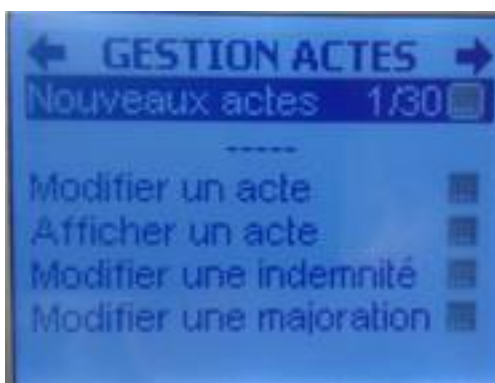 GESTION ACTES
Nouveaux actes 1/30
-----
Modifier un acte
Afficher un acte
Modifier une indemnité
Modifier une majoration